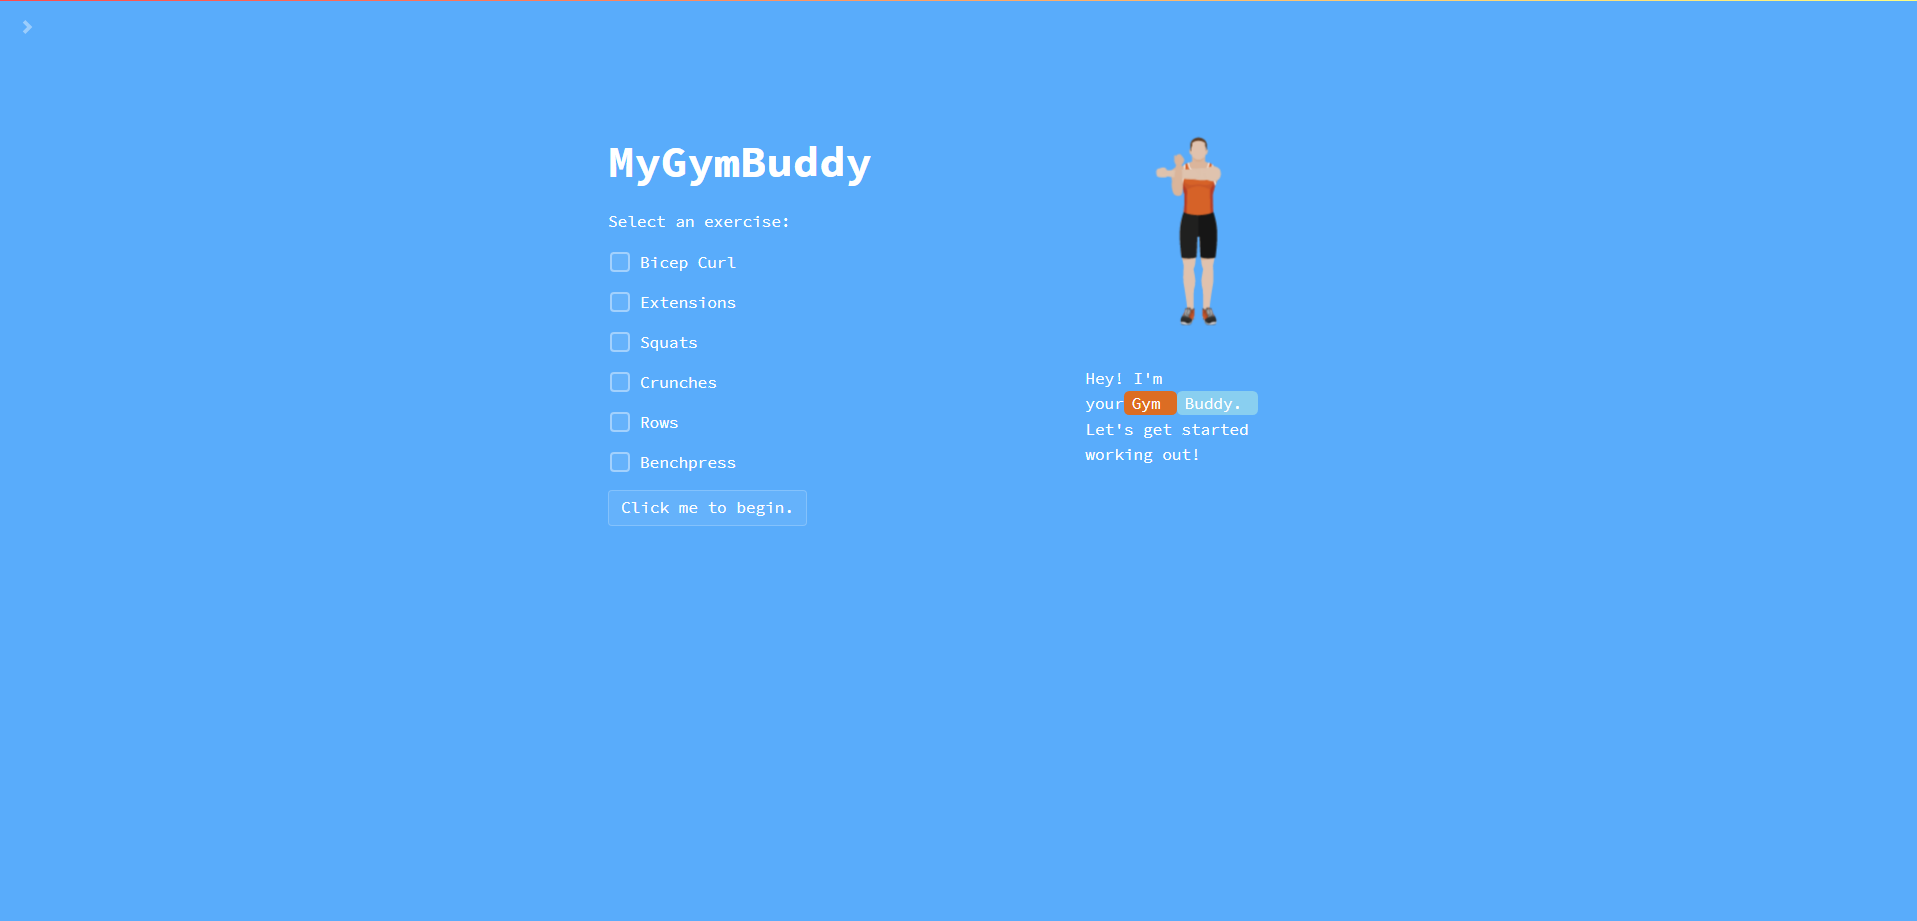 MyGymBuddy
Select an exercise:
Bicep Curl
Extensions
Squats
Crunches
Rows
Benchpress
Click me to begin.
Hey! I'm
your Gym Buddy.
Let's get started
working out!